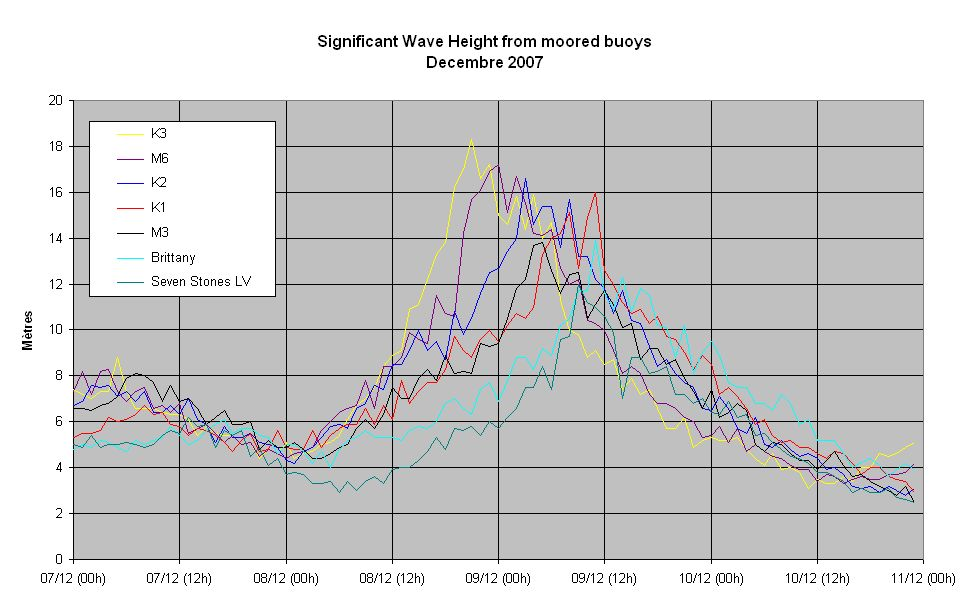 Significant Wave Height from moored buoys
Decembre 2007
20
18
16
14
12
10
8
6
4
2
0
Mètres
K3
M6
K2
K1
M3
Brittany
Seven Stones LV
07/12 (00h) 07/12 (12h) 08/12 (00h) 08/12 (12h) 09/12 (00h) 09/12 (12h) 10/12 (00h) 10/12 (12h) 11/12 (00h)